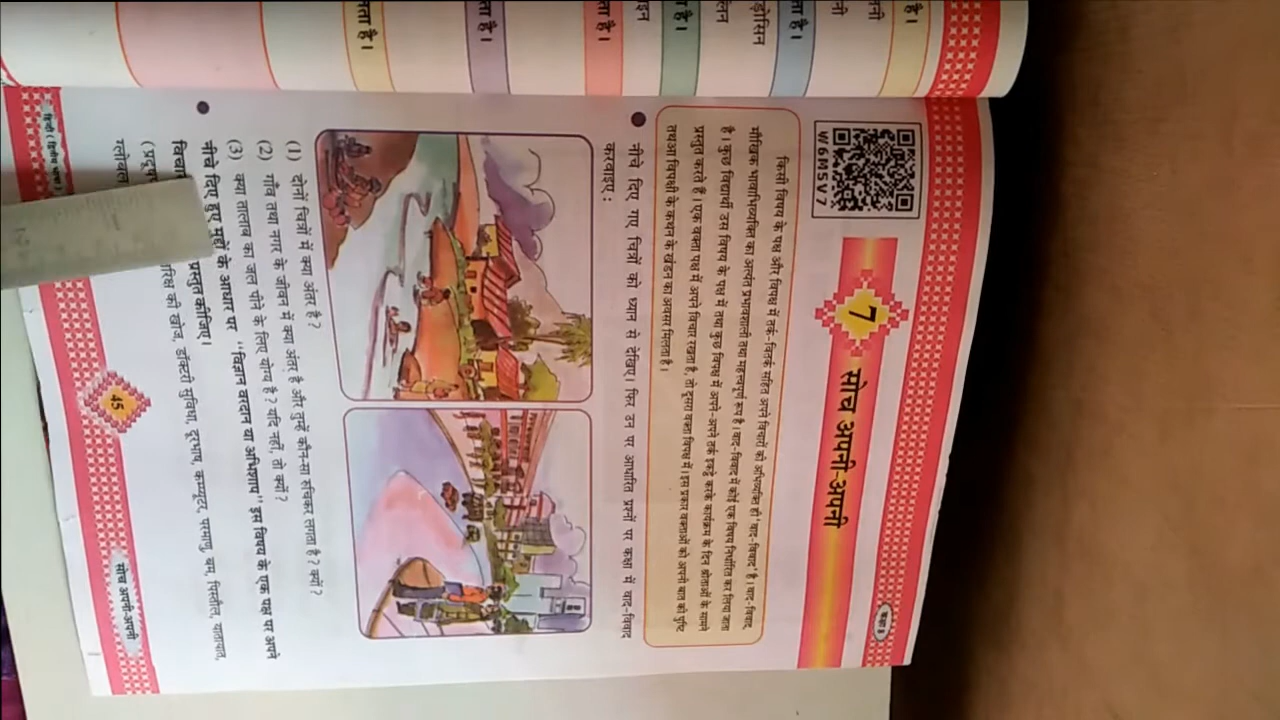 कक्षा 8
7
सोच अपनी-अपनी
W6M5V7
किसी विषय के पक्ष और विपक्ष में तर्क-वितर्क सहित अपने विचारों की अभिव्यक्ति ही 'वाद-विवाद' है। वाद-विवाद,
मौखिक भावाभिव्यक्ति का अत्यंत प्रभावशाली तथा महत्त्वपूर्ण रूप है। वाद-विवाद में कोई एक विषय निर्धारित कर लिया जाता
है। कुछ विद्यार्थी उस विषय के पक्ष में तथा कुछ विपक्ष में अपने-अपने तर्क इकट्ठे करके कार्यक्रम के दिन श्रोताओं के सामने
प्रस्तुत करते हैं। एक वक्ता पक्ष में अपने विचार रखता है, तो दूसरा वक्ता विपक्ष में। इस प्रकार वक्ताओं को अपनी बात की पुष्टि
तथआ विपक्षी के कथन के खंडन का अवसर मिलता है।
● नीचे दिए गए चित्रों को ध्यान से देखिए। फिर उन पर आधारित प्रश्नों पर कक्षा में वाद-विवाद
करवाइए :
(1) दोनों चित्रों में क्या अंतर है ?
(2) गाँव तथा नगर के जीवन में क्या अंतर है और तुम्हें कौन-सा रुचिकर लगता है ? क्यों ?
(3) क्या तालाब का जल पीने के लिए योग्य है ? यदि नहीं, तो क्यों ?
● नीचे दिए हुए मुद्दों के आधार पर "विज्ञान वरदान या अभिशाप" इस विषय के एक पक्ष पर अपने
प्रस्तुत कीजिए।
की खोज, डॉक्टरी सुविधा, दूरभाष, कम्प्यूटर, परमाणु, बम, पिस्तौल, यातायात,
हिन्दी (द्वितीय भाषा)
45
सोच अपनी-अपनी
ता है।
ता है।
ता है।
है।
ता है।
है।